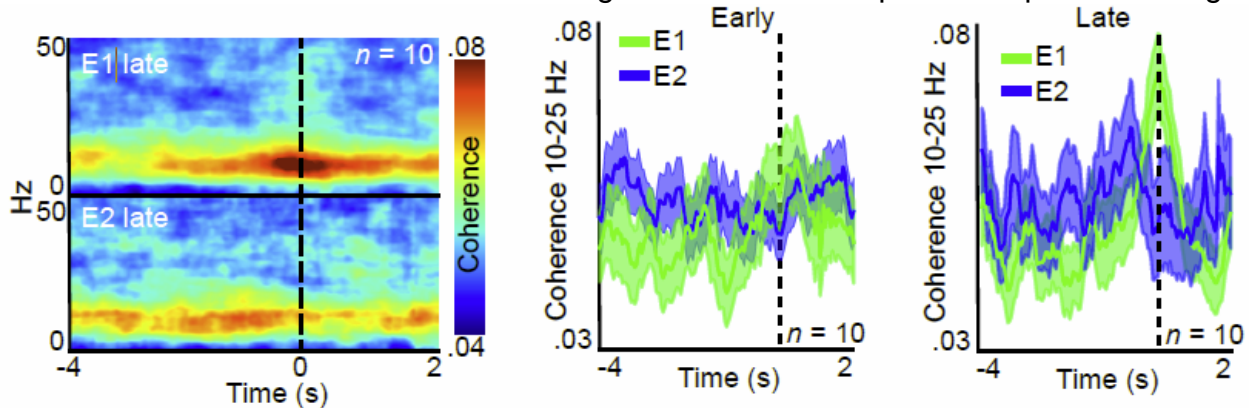 Early
Late
50
E1 late
n = 10
.08
0
Hz
50
E2 late
0
Coherence
.04
-4
0
2
Time (s)
.08
E1
E2
Coherence 10-25 Hz
.03
n = 10
-4
2
Time (s)
.08
E1
E2
Coherence 10-25 Hz
.03
n = 10
-4
2
Time (s)